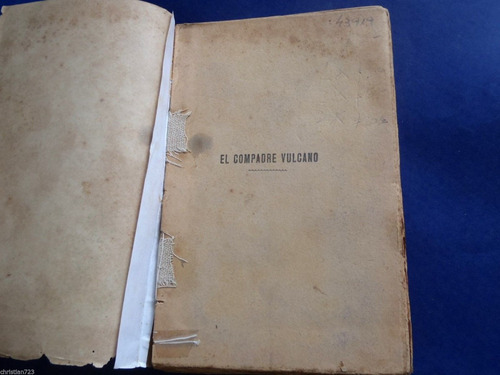 EL COMPADRE VULCANO
christian723